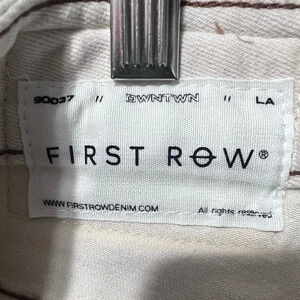 90037 // DWNTWN // LA
FIRST ROW®
WWW.FIRSTROWDENIM.COM All rights reserved